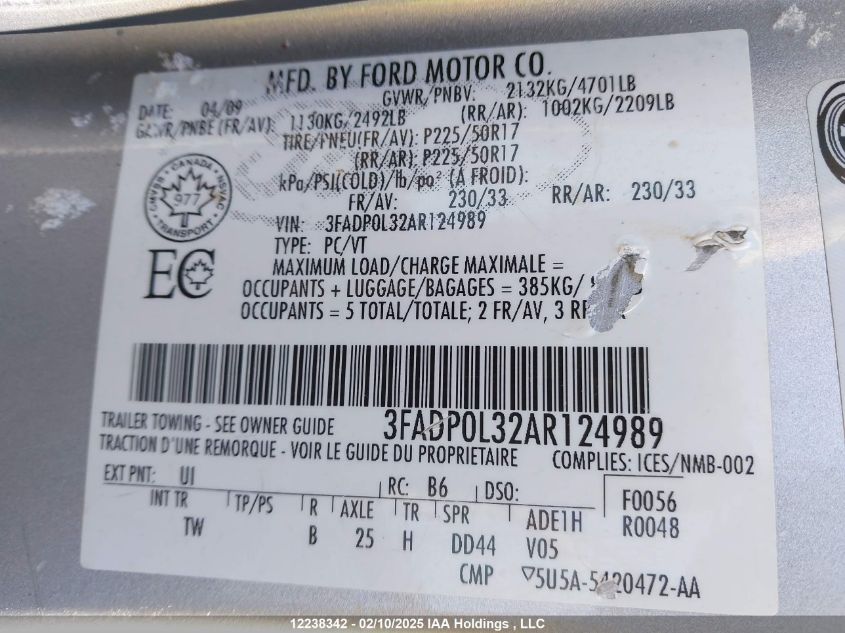 MFD. BY FORD MOTOR CO.
DATE: 04/09 GVWR/PNBV: 2132KG/4701LB
GAWR/PNBE (FR/AV): 1130KG/2492LB (RR/AR): 1002KG/2209LB
TIRE/PNEU(FR/AV): P225/50R17
(RR/AR): P225/50R17
kPa/PSI(COLD)/lb/po² (A FROID):
FR/AV: 230/33 RR/AR: 230/33
CANADA
977
TRANSPORT
VIN: 3FADP0L32AR124989
TYPE: PC/VT
EC
MAXIMUM LOAD/CHARGE MAXIMALE =
OCCUPANTS + LUGGAGE/BAGAGES = 385KG/
OCCUPANTS = 5 TOTAL/TOTALE; 2 FR/AV, 3
TRAILER TOWING - SEE OWNER GUIDE 3FADP0L32AR124989
TRACTION D'UNE REMORQUE - VOIR LE GUIDE DU PROPRIETAIRE COMPLIES: ICES/NMB-002
EXT PNT: UI RC: B6 DSO: F0056
INT TR TP/PS R AXLE TR SPR ADE1H R0048
TW B 25 H DD44 V05
CMP ▽5U5A-5420472-AA
12238342 - 02/10/2025 IAA Holdings , LLC